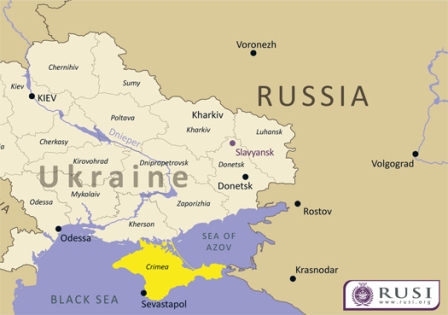 Voronezh
Chernihiv
Sumy
Kiev
KIEV
RUSSIA
Poltava
Kharkiv
Kharkiv
Luhansk
Dnieper
Cherkasy
Slavyansk
Volgograd
Kirovohrad
Dnipropetrovsk
Donetsk
Ukraine
Donetsk
Odessa
Mykolaiv
Zaporizhia
Rostov
Kherson
Odessa
SEA OF
AZOV
Crimea
Krasnodar
BLACK SEA
Sevastapol
RUSI
www.rusi.org